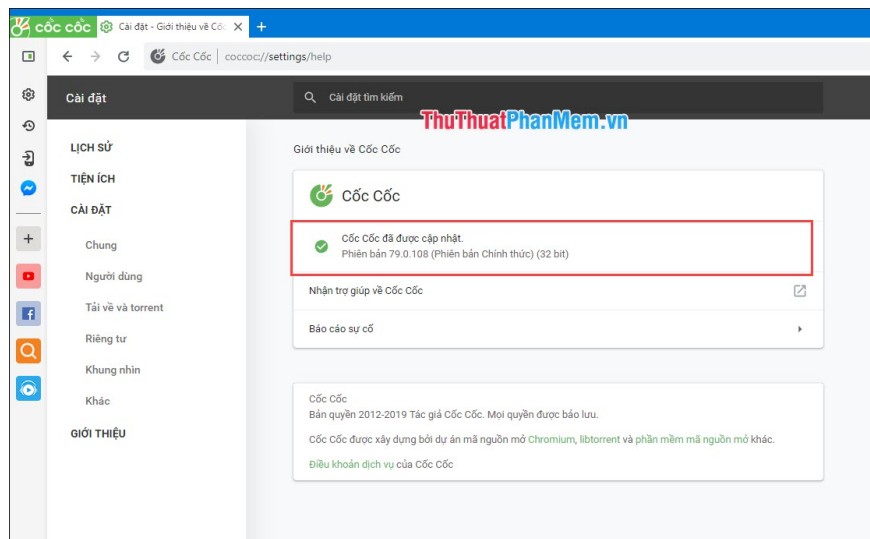 cốc cốc
Cài đặt - Giới thiệu về Cốc
Cốc Cốc | coccoc://settings/help
Cài đặt
Cài đặt tìm kiếm
ThuThuatPhanMem.vn
LỊCH SỬ
TIỆN ÍCH
CÀI ĐẶT
Chung
Người dùng
Tải về và torrent
Riêng tư
Khung nhìn
Khác
GIỚI THIỆU
Giới thiệu về Cốc Cốc
Cốc Cốc
Cốc Cốc đã được cập nhật.
Phiên bản 79.0.108 (Phiên bản Chính thức) (32 bit)
Nhận trợ giúp về Cốc Cốc
Báo cáo sự cố
Cốc Cốc
Bản quyền 2012-2019 Tác giả Cốc Cốc. Mọi quyền được bảo lưu.
Cốc Cốc được xây dựng bởi dự án mã nguồn mở Chromium, libtorrent và phần mềm mã nguồn mở khác.
Điều khoản dịch vụ của Cốc Cốc